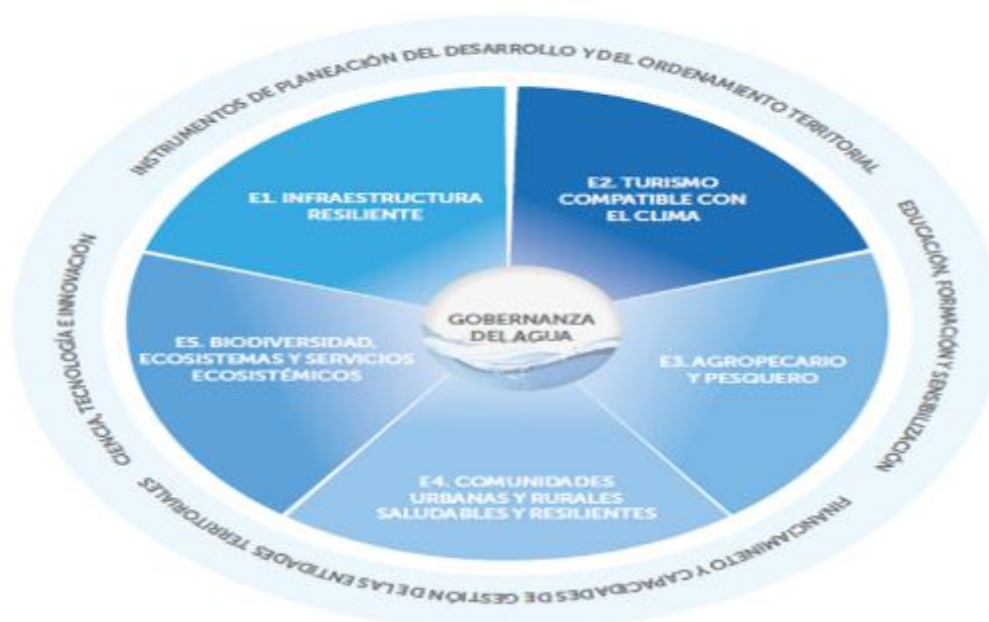 INSTRUMENTOS DE PLANEACIÓN DEL DESARROLLO Y DEL ORDENAMIENTO TERRITORIAL
E1. INFRAESTRUCTURA
RESILIENTE
E2. TURISMO
COMPATIBLE CON
EL CLIMA
EDUCACIÓN, FORMACIÓN Y SENSIBILIZACIÓN
CIENCIA, TECNOLOGÍA E INNOVACIÓN
GOBERNANZA
DEL AGUA
E5. BIODIVERSIDAD,
ECOSISTEMAS Y SERVICIOS
ECOSISTÉMICOS
E3. AGROPECARIO
Y PESQUERO
E4. COMUNIDADES
URBANAS Y RURALES
SALUDABLES Y RESILIENTES
FINANCIAMINETO Y CAPACIDADES DE GESTIÓN DE LAS ENTIDADES TERRITORIALES